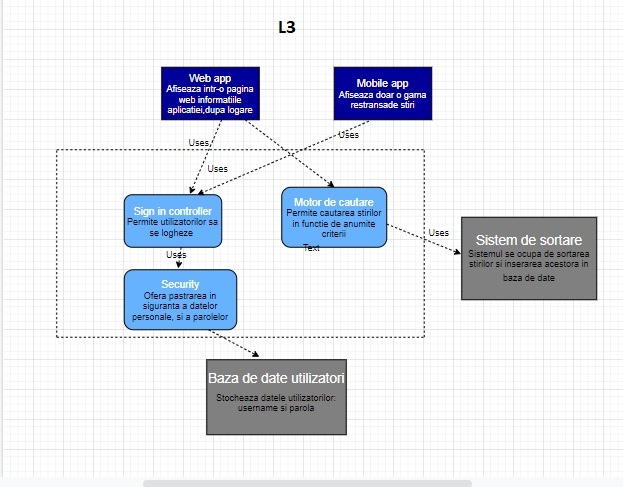 L3
Web app
Afiseaza intr-o pagina
web informatiile
aplicatiei,dupa logare
Mobile app
Afiseaza doar o gama
restransade stiri
Uses
Uses
Uses
Sign in controller
Permite utilizatorilor sa
se logheze
Motor de cautare
Permite cautarea stirilor
in functie de anumite
criterii
Text
Uses
Sistem de sortare
Sistemul se ocupa de sortarea
stirilor si inserarea acestora in
baza de date.
Uses
Security
Ofera pastrarea in
siguranta a datelor
personale, si a parolelor
Baza de date utilizatori
Stocheaza datele utilizatorilor:
username si parola